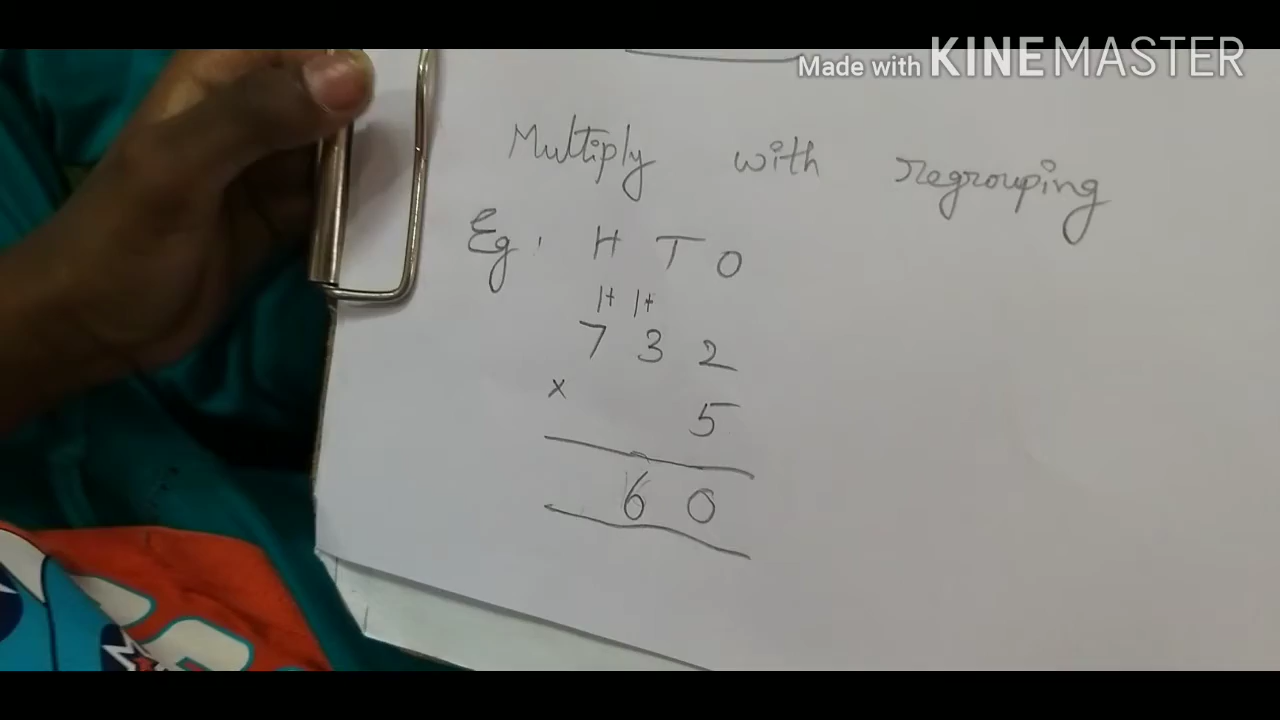 Made with KINEMASTER
Multiply with regrouping
Eg: H T O
1+ 1+
7 3 2
× 5
6 0